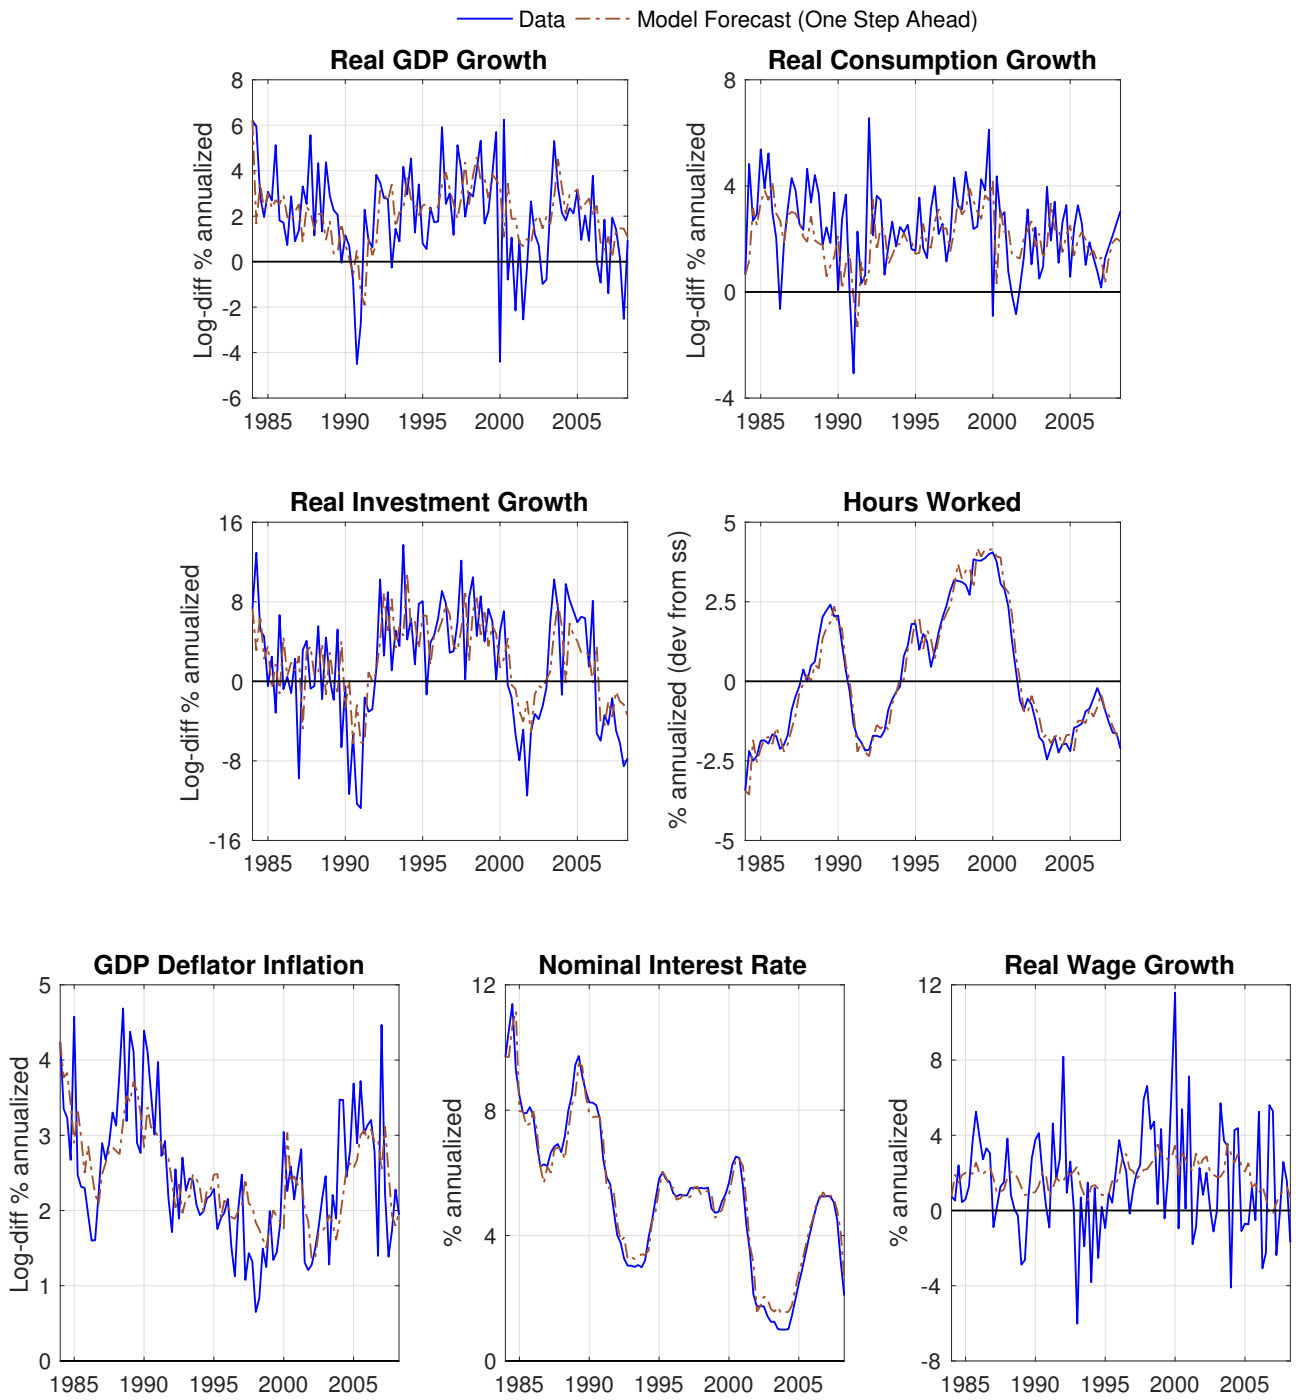 Data Model Forecast (One Step Ahead)
Real GDP Growth
Log-diff % annualized
8
6
4
2
0
-2
-4
-6
1985 1990 1995 2000 2005
Real Consumption Growth
Log-diff % annualized
8
4
0
-4
1985 1990 1995 2000 2005
Real Investment Growth
Log-diff % annualized
16
8
0
-8
-16
1985 1990 1995 2000 2005
Hours Worked
% annualized (dev from ss)
5
2.5
0
-2.5
-5
1985 1990 1995 2000 2005
GDP Deflator Inflation
Log-diff % annualized
5
4
3
2
1
0
1985 1990 1995 2000 2005
Nominal Interest Rate
% annualized
12
8
4
0
1985 1990 1995 2000 2005
Real Wage Growth
% annualized
12
8
4
0
-4
-8
1985 1990 1995 2000 2005